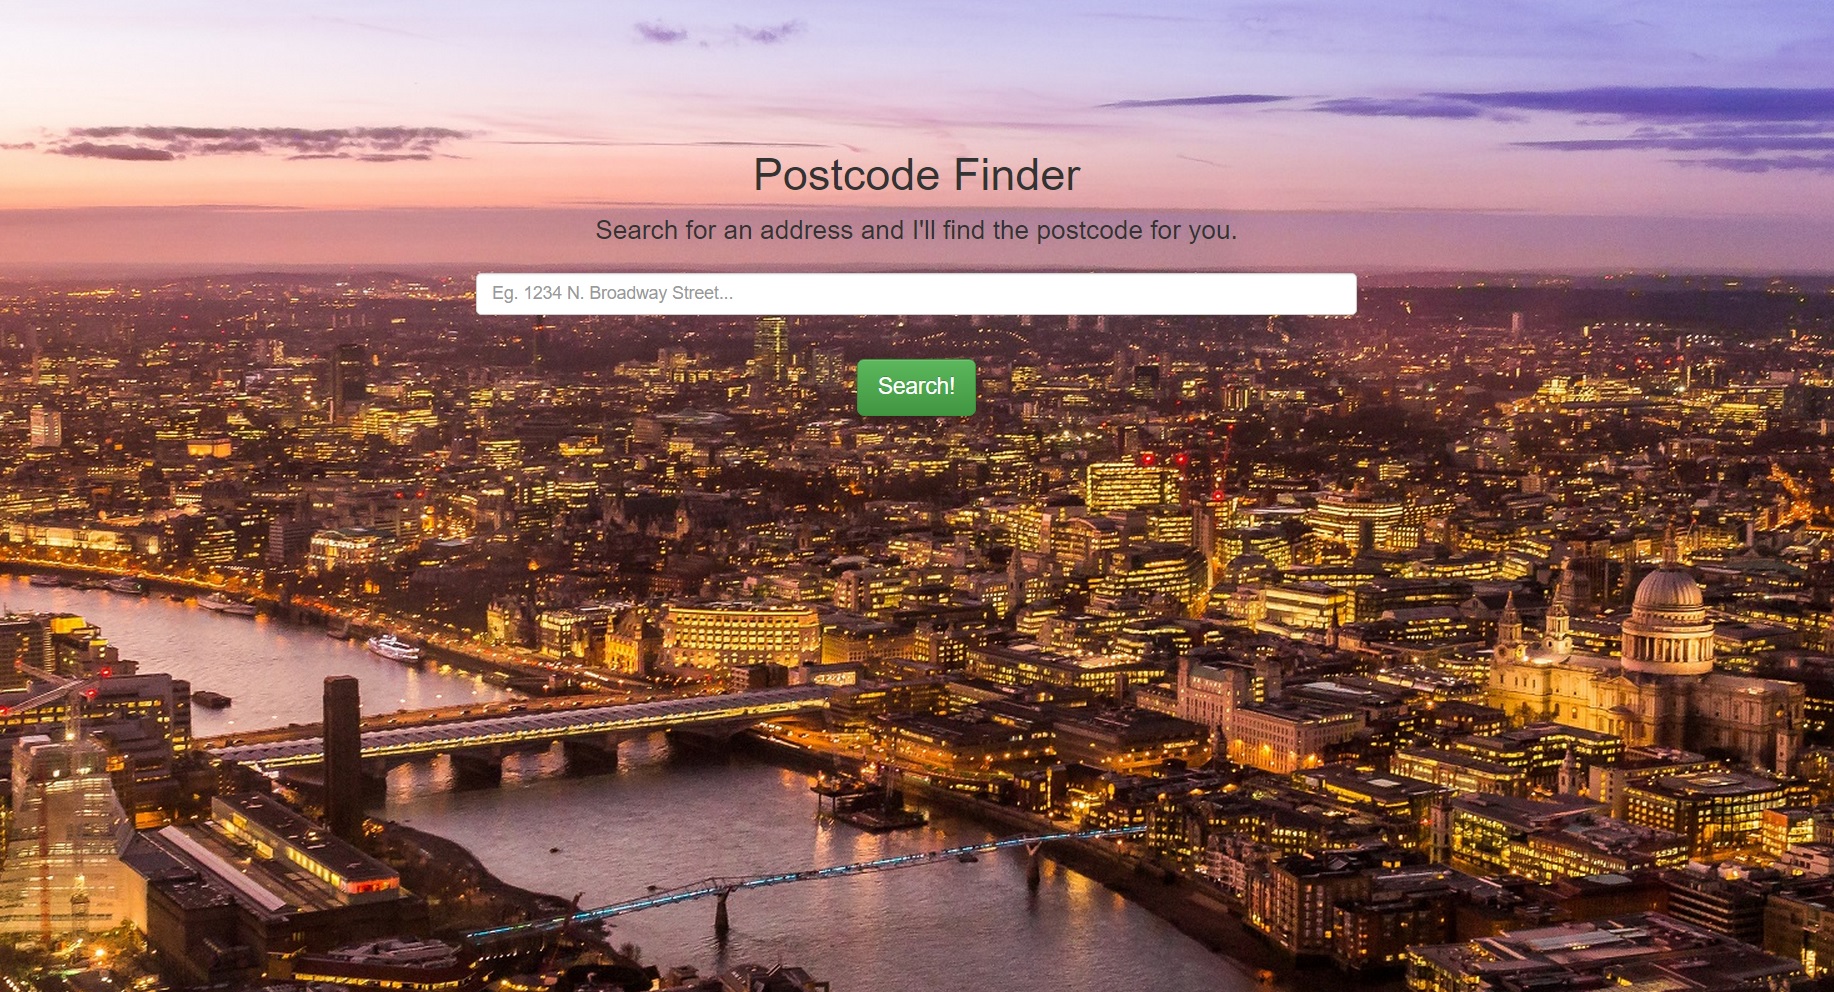 Postcode Finder
Search for an address and I'll find the postcode for you.
Eg. 1234 N. Broadway Street...
Search!